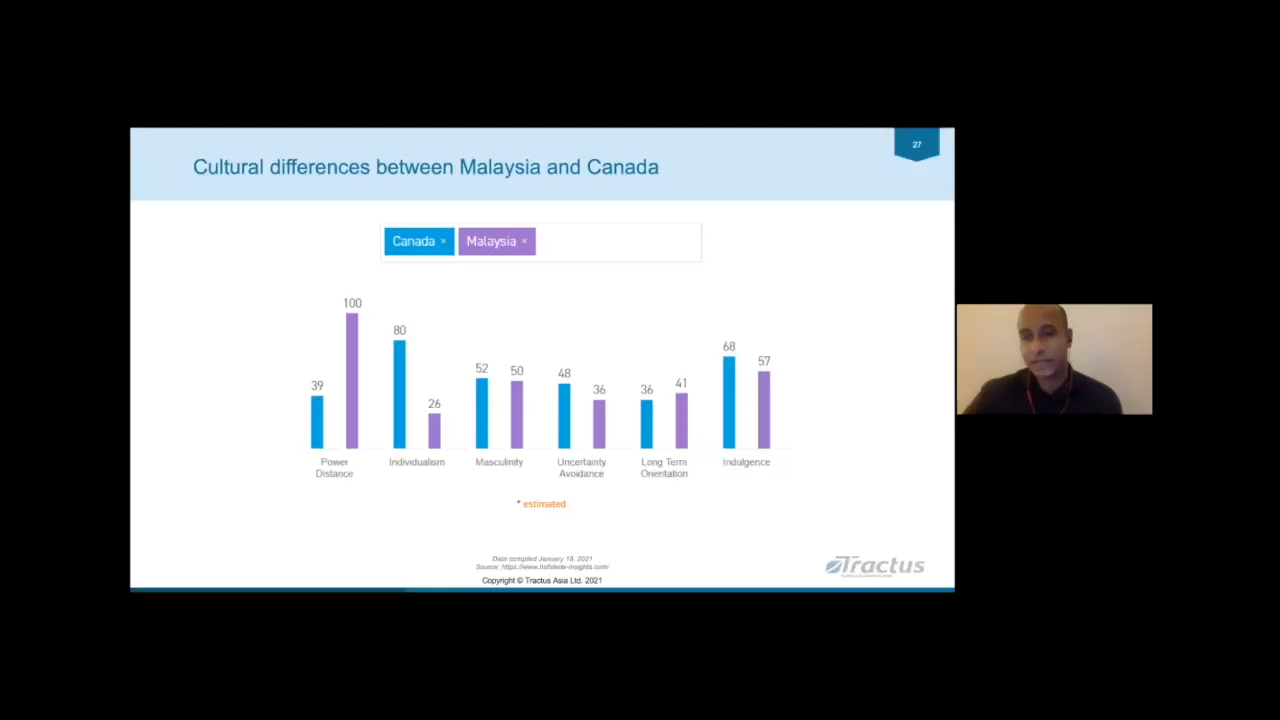 27
Cultural differences between Malaysia and Canada
Canada × Malaysia ×
100
80
68
57
52
50
48
41
39
36
36
26
Power Distance
Individualism
Masculinity
Uncertainty Avoidance
Long Term Orientation
Indulgence
* estimated
Data compiled January 18, 2021
Source: https://www.hofstede-insights.com/
Copyright © Tractus Asia Ltd. 2021
Tractus